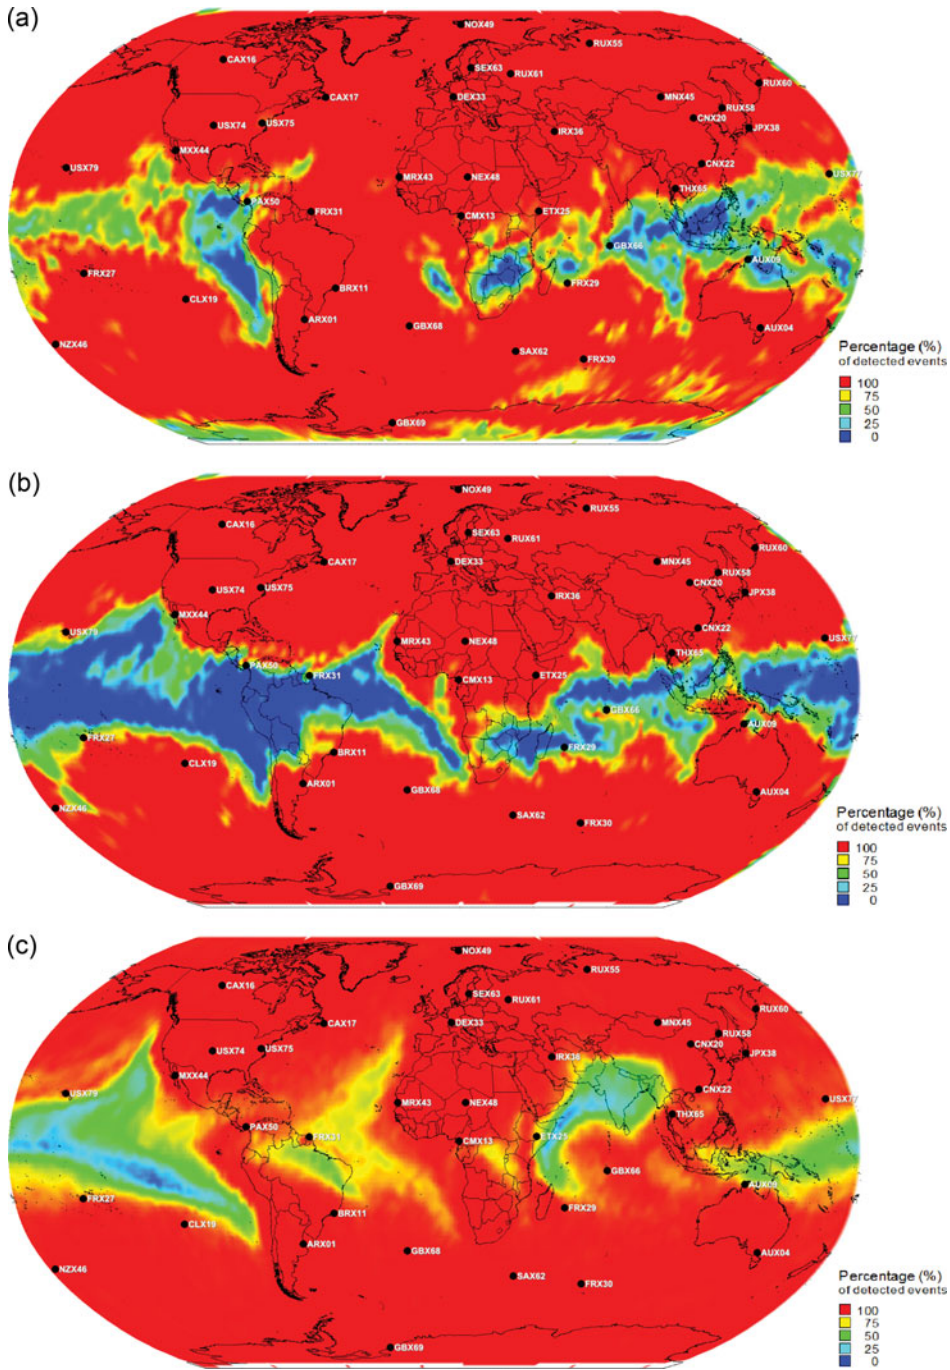 (a)
NOX49
RUX55
CAX16
SEX63
RUX61
RUX60
CAX17
DEX33
MNX45
RUX58
USX74
USX75
CNX20
JPX38
IRX36
MXX44
CNX22
USX79
MRX43
NEX48
THX65
USX77
PAX50
FRX31
CMX13
ETX25
GBX66
AUX09
FRX27
CLX19
BRX11
FRX29
ARX01
GBX68
AUX04
NZX46
SAX62
FRX30
GBX69
Percentage (%)
of detected events
100
75
50
25
0
(b)
NOX49
RUX55
CAX16
SEX63
RUX61
RUX60
CAX17
DEX33
MNX45
RUX58
USX74
USX75
CNX20
JPX38
IRX36
MXX44
CNX22
USX79
MRX43
NEX48
THX65
USX77
PAX50
FRX31
CMX13
ETX25
GBX66
AUX09
FRX27
CLX19
BRX11
FRX29
ARX01
GBX68
AUX04
NZX46
SAX62
FRX30
GBX69
Percentage (%)
of detected events
100
75
50
25
0
(c)
NOX49
RUX55
CAX16
SEX63
RUX61
RUX60
CAX17
DEX33
MNX45
RUX58
USX74
USX75
CNX20
JPX38
IRX36
MXX44
CNX22
USX79
MRX43
NEX48
THX65
USX77
PAX50
FRX31
CMX13
ETX25
GBX66
AUX09
FRX27
CLX19
BRX11
FRX29
ARX01
GBX68
AUX04
NZX46
SAX62
FRX30
GBX69
Percentage (%)
of detected events
100
75
50
25
0